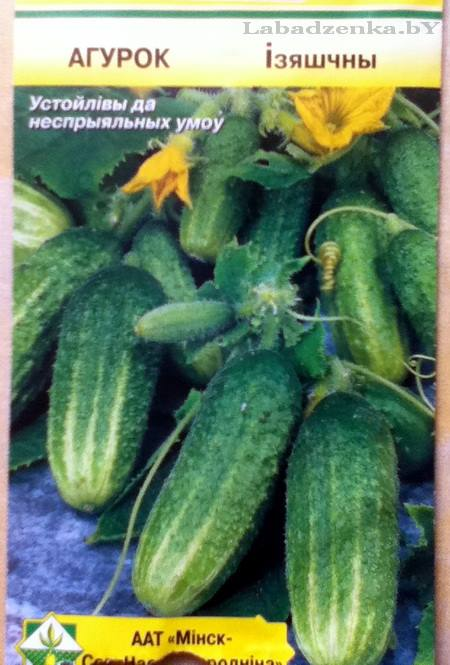 Labadzenka.bY
АГУРОК Ізяшчны
Устойлівы да
неспрыяльных умоў
ААТ «Мінск-